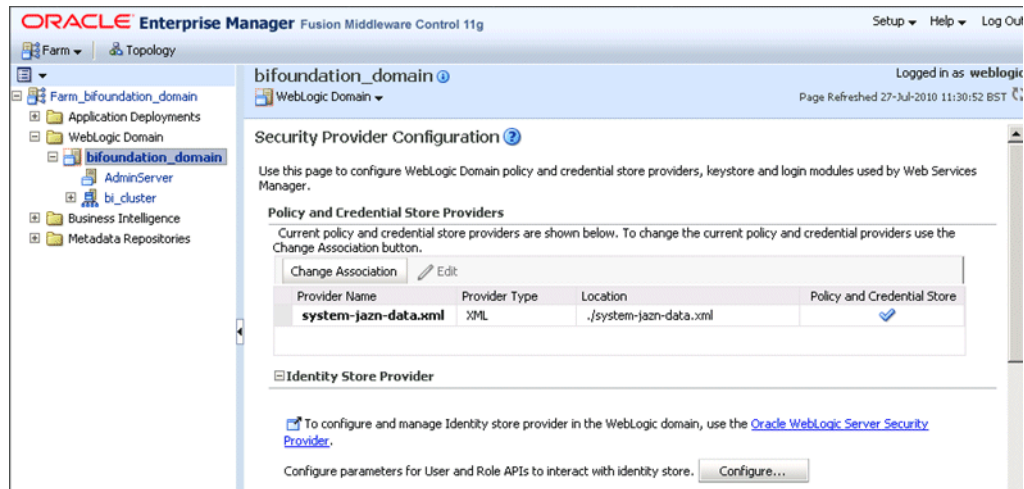 ORACLE Enterprise Manager Fusion Middleware Control 11g
Setup Help Log Out
Farm Topology
Farm_bifoundation_domain
Application Deployments
WebLogic Domain
bifoundation_domain
AdminServer
bi_cluster
Business Intelligence
Metadata Repositories
bifoundation_domain
Logged in as weblogic
WebLogic Domain
Page Refreshed 27-Jul-2010 11:30:52 BST
Security Provider Configuration
Use this page to configure WebLogic Domain policy and credential store providers, keystore and login modules used by Web Services
Manager.
Policy and Credential Store Providers
Current policy and credential store providers are shown below. To change the current policy and credential providers use the
Change Association button.
Change Association Edit
Provider Name Provider Type Location Policy and Credential Store
system-jazn-data.xml XML ./system-jazn-data.xml
Identity Store Provider
To configure and manage Identity store provider in the WebLogic domain, use the Oracle WebLogic Server Security
Provider.
Configure parameters for User and Role APIs to interact with identity store. Configure...